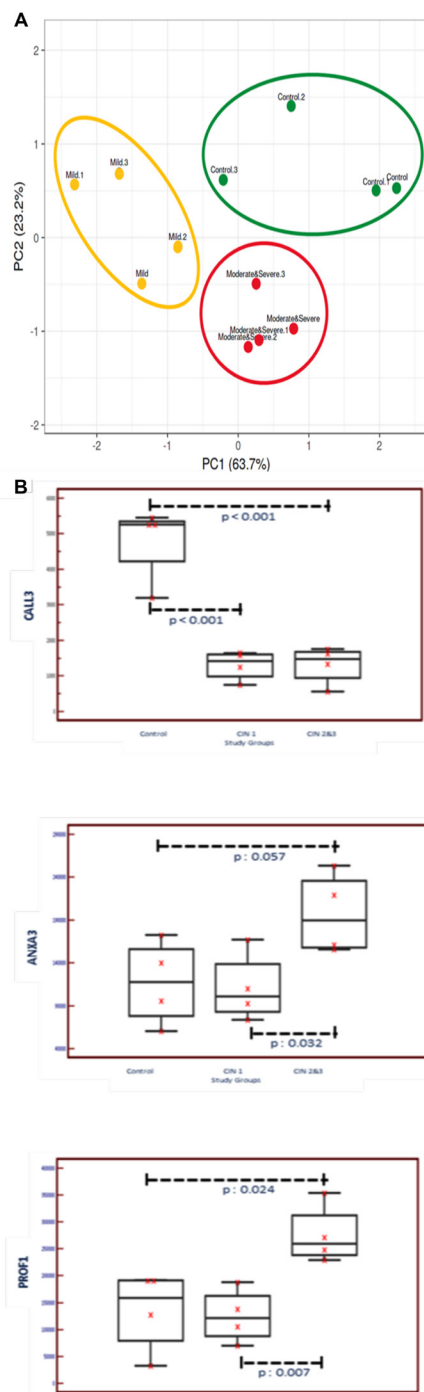 A
2
1
0
-1
-2
PC2 (23.2%)
Control.2
Mild.3
Mild.1
Control.3
Control.1
Control
Mild.2
Mild
Moderate&Severe.3
Moderate&Severe
Moderate&Severe.1
Moderate&Severe.2
-2
-1
0
1
2
PC1 (63.7%)
B
CALL3
p < 0.001
p < 0.001
Control
CIN 1
CIN 2&3
Study Groups
ANXA3
p : 0.057
p : 0.032
Control
CIN 1
CIN 2&3
Study Groups
PROF1
p : 0.024
p : 0.007